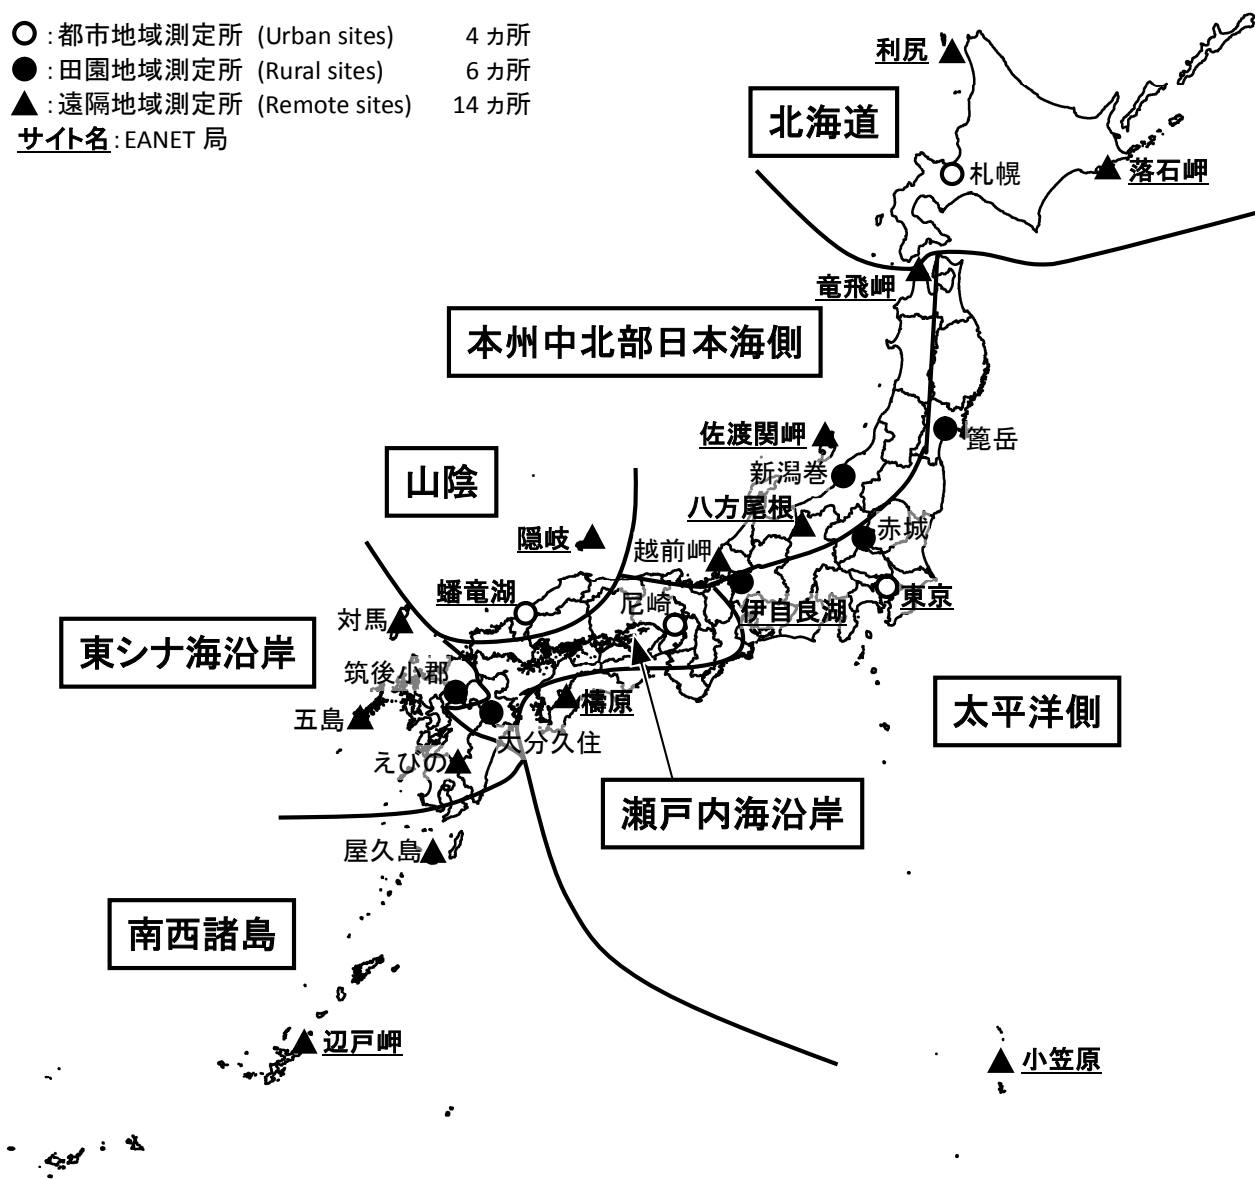 ○ : 都市地域測定所 (Urban sites) 4 ヵ所
● : 田園地域測定所 (Rural sites) 6 ヵ所
▲ : 遠隔地域測定所 (Remote sites) 14 ヵ所
サイト名 : EANET 局
利尻
北海道
札幌
落石岬
竜飛岬
本州中北部日本海側
佐渡関岬
箟岳
新潟巻
山陰
八方尾根
赤城
隠岐
越前岬
蟠竜湖
尼崎
伊自良湖
東京
対馬
東シナ海沿岸
筑後小郡
五島
檮原
太平洋側
大分久住
えびの
瀬戸内海沿岸
屋久島
南西諸島
辺戸岬
小笠原